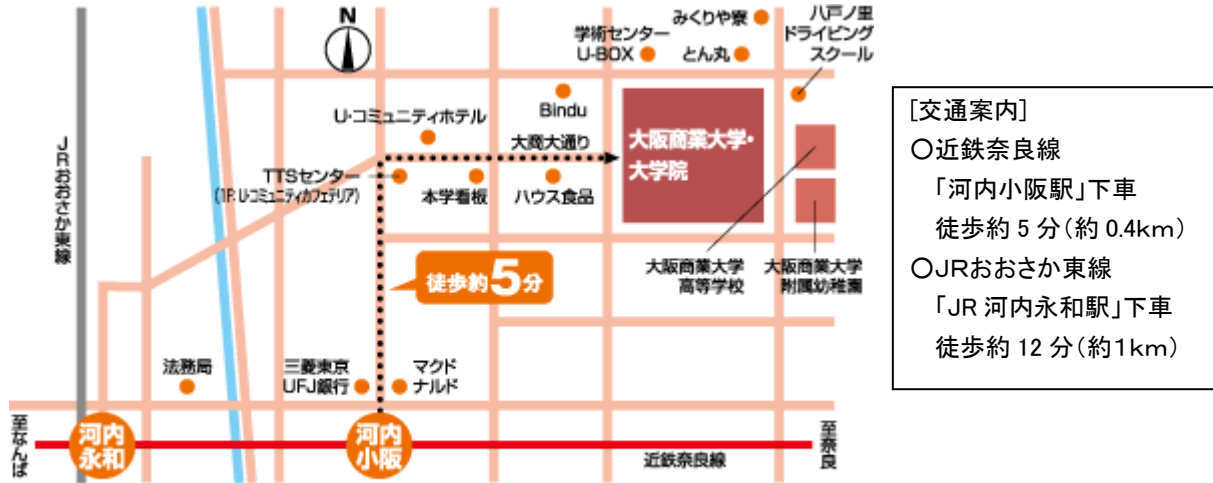 N
みくりや寮
八戸ノ里
ドライビング
スクール
学術センター
U-BOX
とん丸
Bindu
U・コミュニティホテル
大商大通り
大阪商業大学・
大学院
JRおおさか東線
TTSセンター
(1F. U・コミュニティカフェテリア)
本学看板
ハウス食品
徒歩約5分
大阪商業大学
高等学校
大阪商業大学
附属幼稚園
法務局
三菱東京
UFJ銀行
マクド
ナルド
至なんば
河内
永和
河内
小阪
近鉄奈良線
至奈良
[交通案内]
○近鉄奈良線
「河内小阪駅」下車
徒歩約5分(約0.4km)
○JRおおさか東線
「JR河内永和駅」下車
徒歩約12分(約1km)